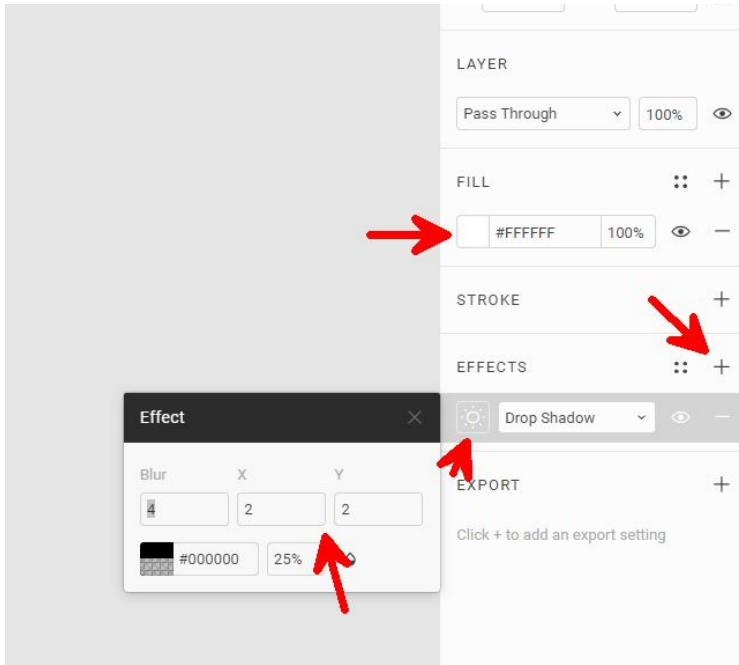 LAYER
Pass Through 100%
FILL
#FFFFFF 100%
STROKE
EFFECTS
Drop Shadow
Effect
Blur X Y
4 2 2
#000000 25%
EXPORT
Click + to add an export setting